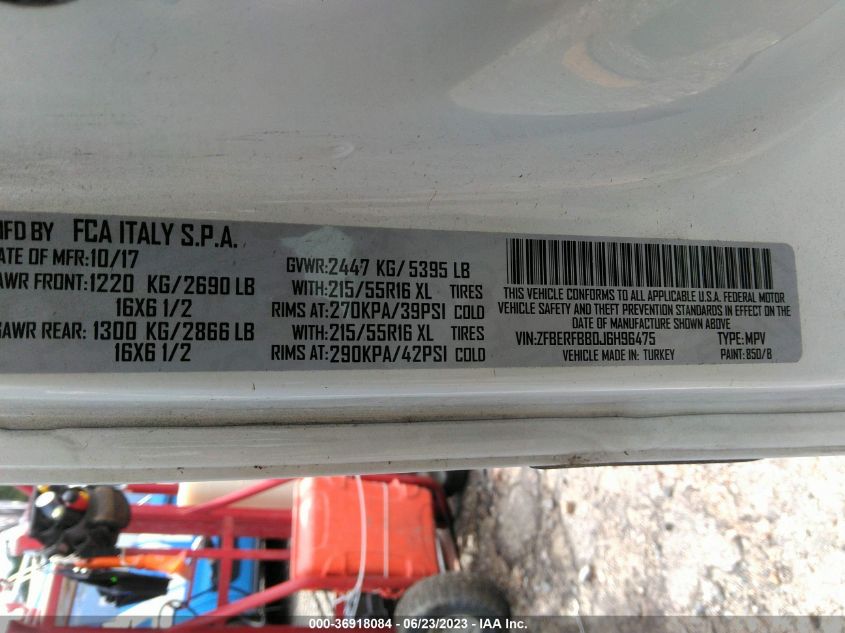 MFD BY FCA ITALY S.P.A.
DATE OF MFR:10/17
GAWR FRONT:1220 KG/2690 LB
16X6 1/2
GAWR REAR: 1300 KG/2866 LB
16X6 1/2
GVWR:2447 KG/5395 LB
WITH:215/55R16 XL TIRES
RIMS AT:270KPA/39PSI COLD
WITH:215/55R16 XL TIRES
RIMS AT:290KPA/42PSI COLD
THIS VEHICLE CONFORMS TO ALL APPLICABLE U.S.A. FEDERAL MOTOR
VEHICLE SAFETY AND THEFT PREVENTION STANDARDS IN EFFECT ON THE
DATE OF MANUFACTURE SHOWN ABOVE
VIN:ZFBERFBB0J6H96475 TYPE:MPV
VEHICLE MADE IN: TURKEY PAINT: 850/B
000-36918084 - 06/23/2023 - IAA Inc.